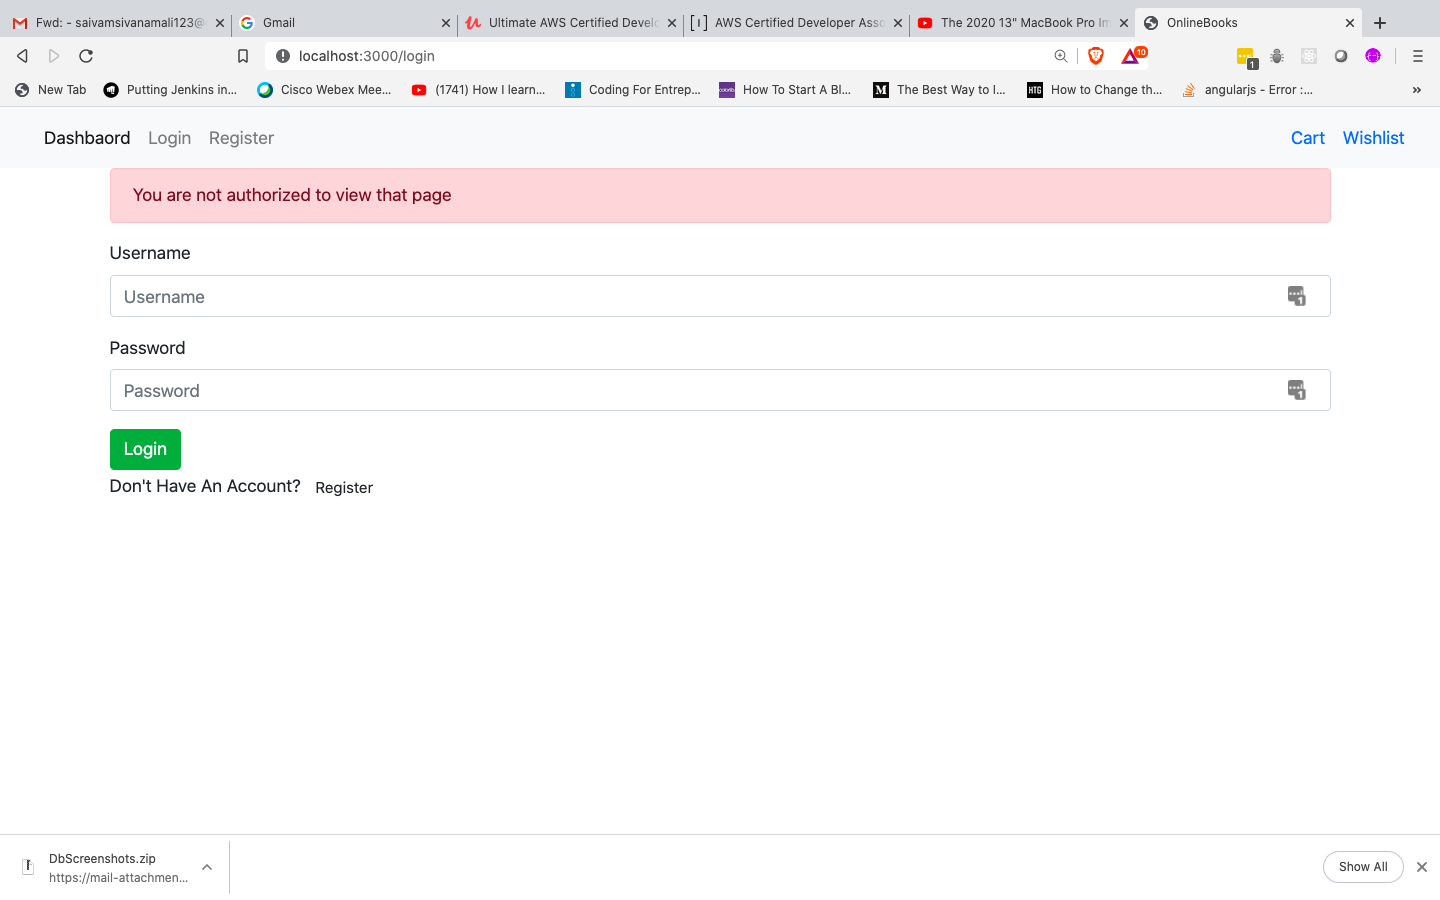 Fwd: - saivamsivanamali123@
Gmail
Ultimate AWS Certified Develo
AWS Certified Developer Asso
The 2020 13" MacBook Pro Im
OnlineBooks
localhost:3000/login
10
1
New Tab
Putting Jenkins in...
Cisco Webex Mee...
(1741) How I learn...
Coding For Entrep...
How To Start A Bl...
The Best Way to I...
How to Change th...
angularjs - Error :...
Dashbaord Login Register
Cart Wishlist
You are not authorized to view that page
Username
Username
Password
Password
Login
Don't Have An Account? Register
DbScreenshots.zip
https://mail-attachmen...
Show All